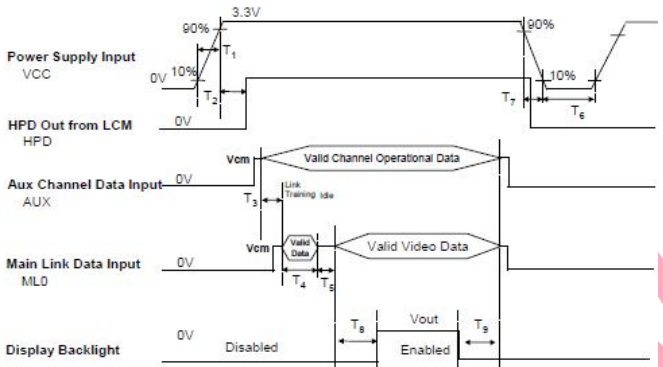 3.3V
90%
90%
Power Supply Input
VCC
T1
10%
0V
10%
T2
T7
T6
HPD Out from LCM
HPD
0V
Vcm
Valid Channel Operational Data
Aux Channel Data Input
AUX
0V
T3
Link
Training
Idle
Vcm
Valid
Data
Valid Video Data
Main Link Data Input
ML0
0V
T4
T5
0V
T8
Vout
T9
Display Backlight
Disabled
Enabled